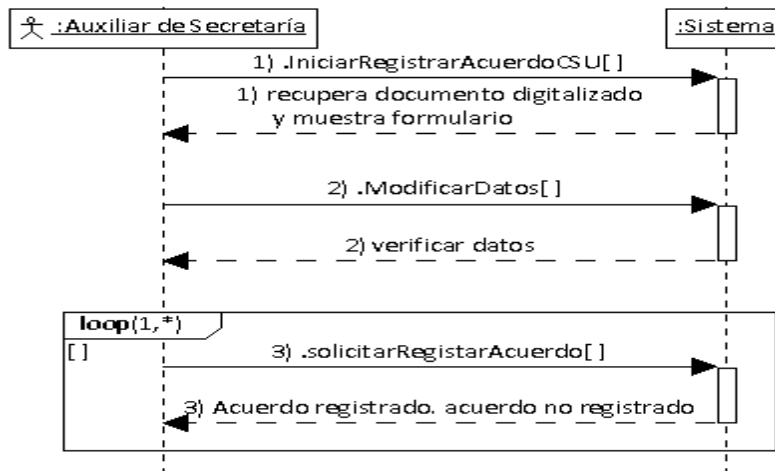 :Auxiliar de Secretaría
:Sistema
1) .IniciarRegistrarAcuerdoCSU[ ]
1) recupera documento digitalizado
y muestra formulario
2) .ModificarDatos[ ]
2) verificar datos
loop(1,*)
[ ]
3) .solicitarRegistarAcuerdo[ ]
3) Acuerdo registrado. acuerdo no registrado